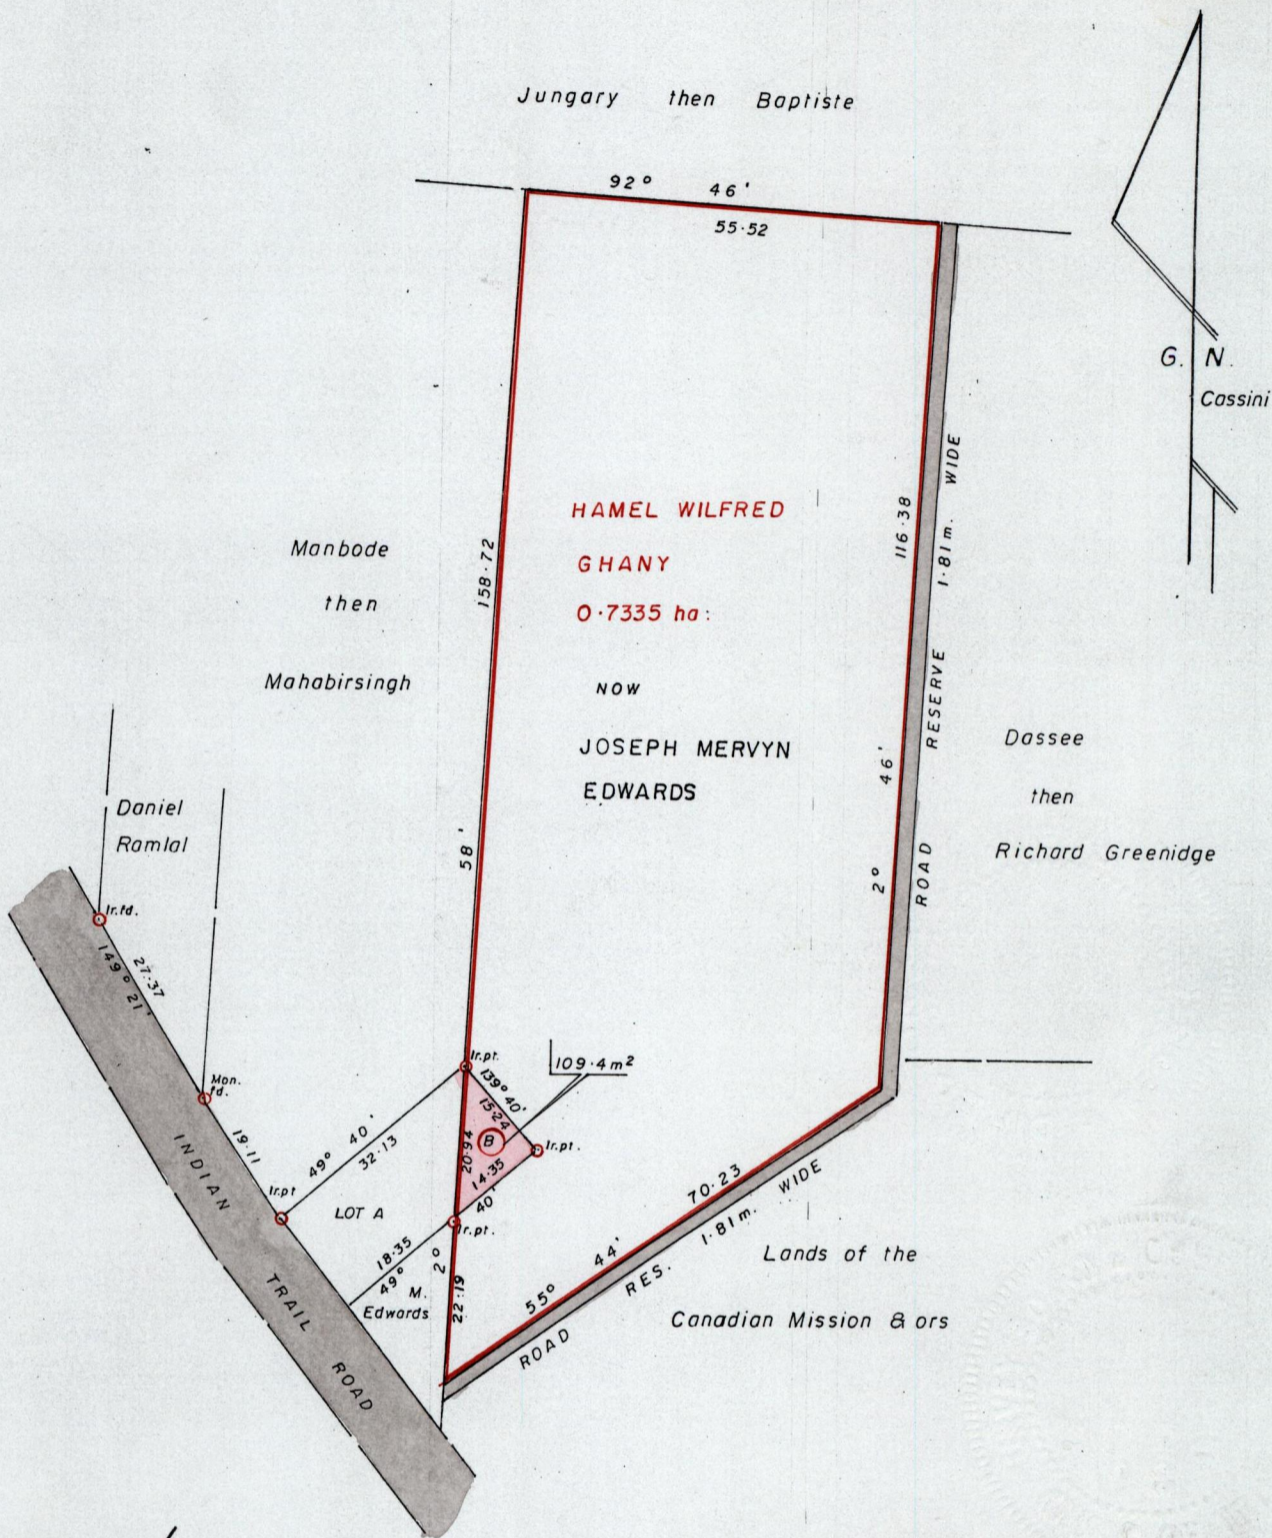 Jungary then Baptiste
92° 46'
55·52
G. N.
Cassini
158·72
58'
2°
116·38
46'
2°
ROAD RESERVE 1·81m. WIDE
HAMEL WILFRED
GHANY
0·7335 ha:
NOW
JOSEPH MERVYN
EDWARDS
Manbode
then
Mahabirsingh
Dassee
then
Richard Greenidge
Daniel
Ramlal
Ir.fd.
27·37
149° 21'
Mon.
fd.
19·11
Ir.pt
49° 40'
32·13
LOT A
Ir.pt.
139° 40'
15·24
109·4m²
B
20·94
14·35
Ir.pt.
40'
Ir.pt.
18·35
49°
M.
Edwards
22·19
55° 44'
70·23
ROAD RES. 1·81m. WIDE
Lands of the
Canadian Mission & ors
INDIAN TRAIL ROAD